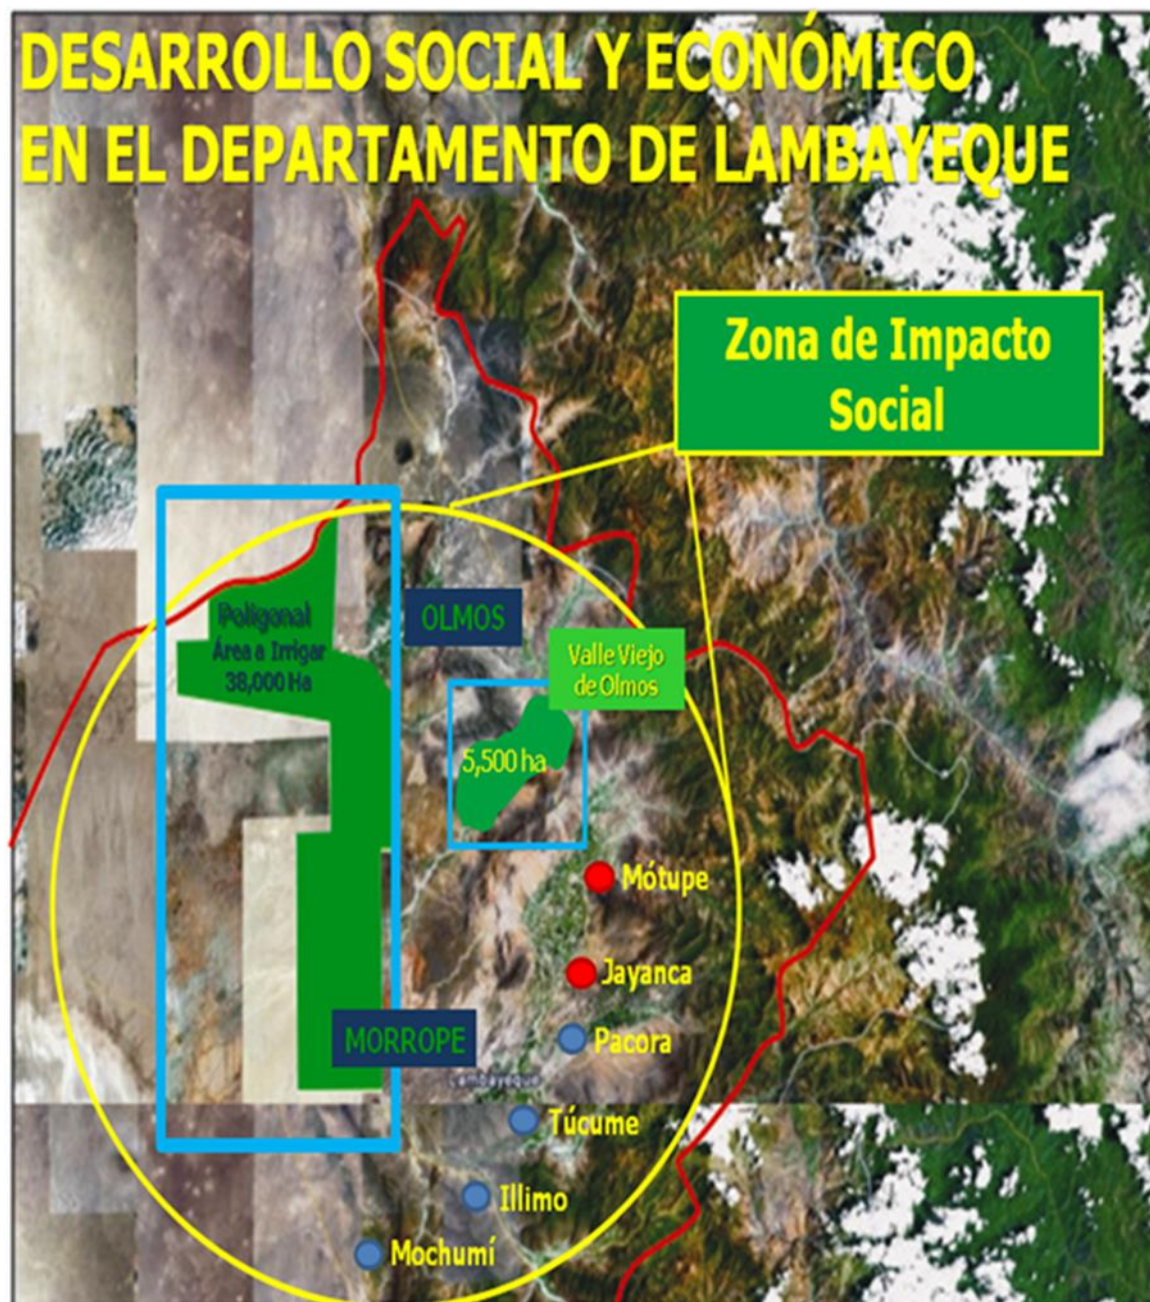 DESARROLLO SOCIAL Y ECONÓMICO
EN EL DEPARTAMENTO DE LAMBAYEQUE
Zona de Impacto
Social
Poligonal
Área a Irrigar
38,000 Ha
OLMOS
Valle Viejo
de Olmos
5,500 ha
Mótupe
Jayanca
MORROPE
Pacora
Lambayeque
Túcume
Illimo
Mochumí